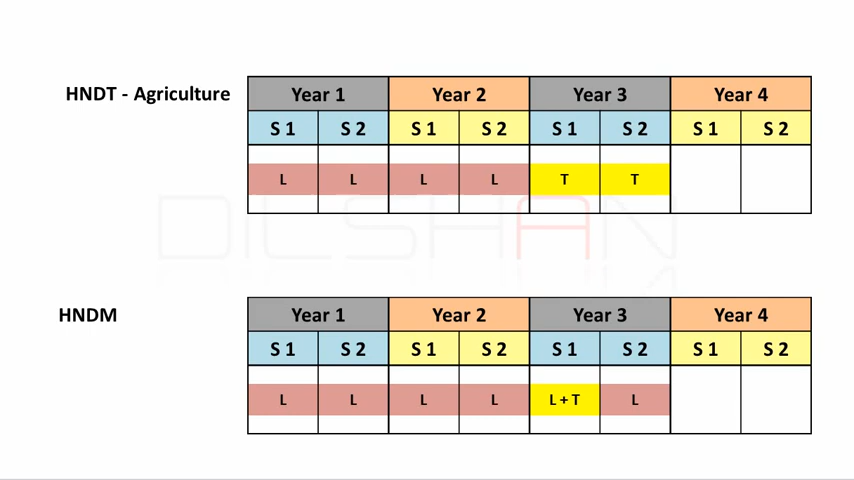 HNDT - Agriculture
Year 1 Year 2 Year 3 Year 4
S 1 S 2 S 1 S 2 S 1 S 2 S 1 S 2
L L L L T T
DILSHAN
HNDM
Year 1 Year 2 Year 3 Year 4
S 1 S 2 S 1 S 2 S 1 S 2 S 1 S 2
L L L L L + T L